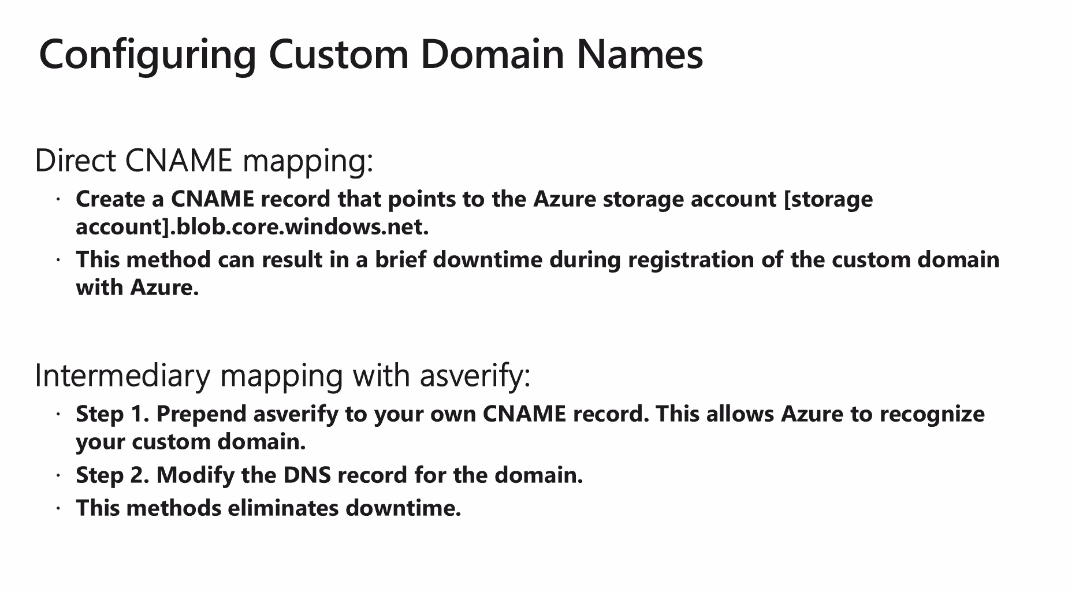 Configuring Custom Domain Names
Direct CNAME mapping:
· Create a CNAME record that points to the Azure storage account [storage
account].blob.core.windows.net.
· This method can result in a brief downtime during registration of the custom domain
with Azure.
Intermediary mapping with asverify:
· Step 1. Prepend asverify to your own CNAME record. This allows Azure to recognize
your custom domain.
· Step 2. Modify the DNS record for the domain.
· This methods eliminates downtime.